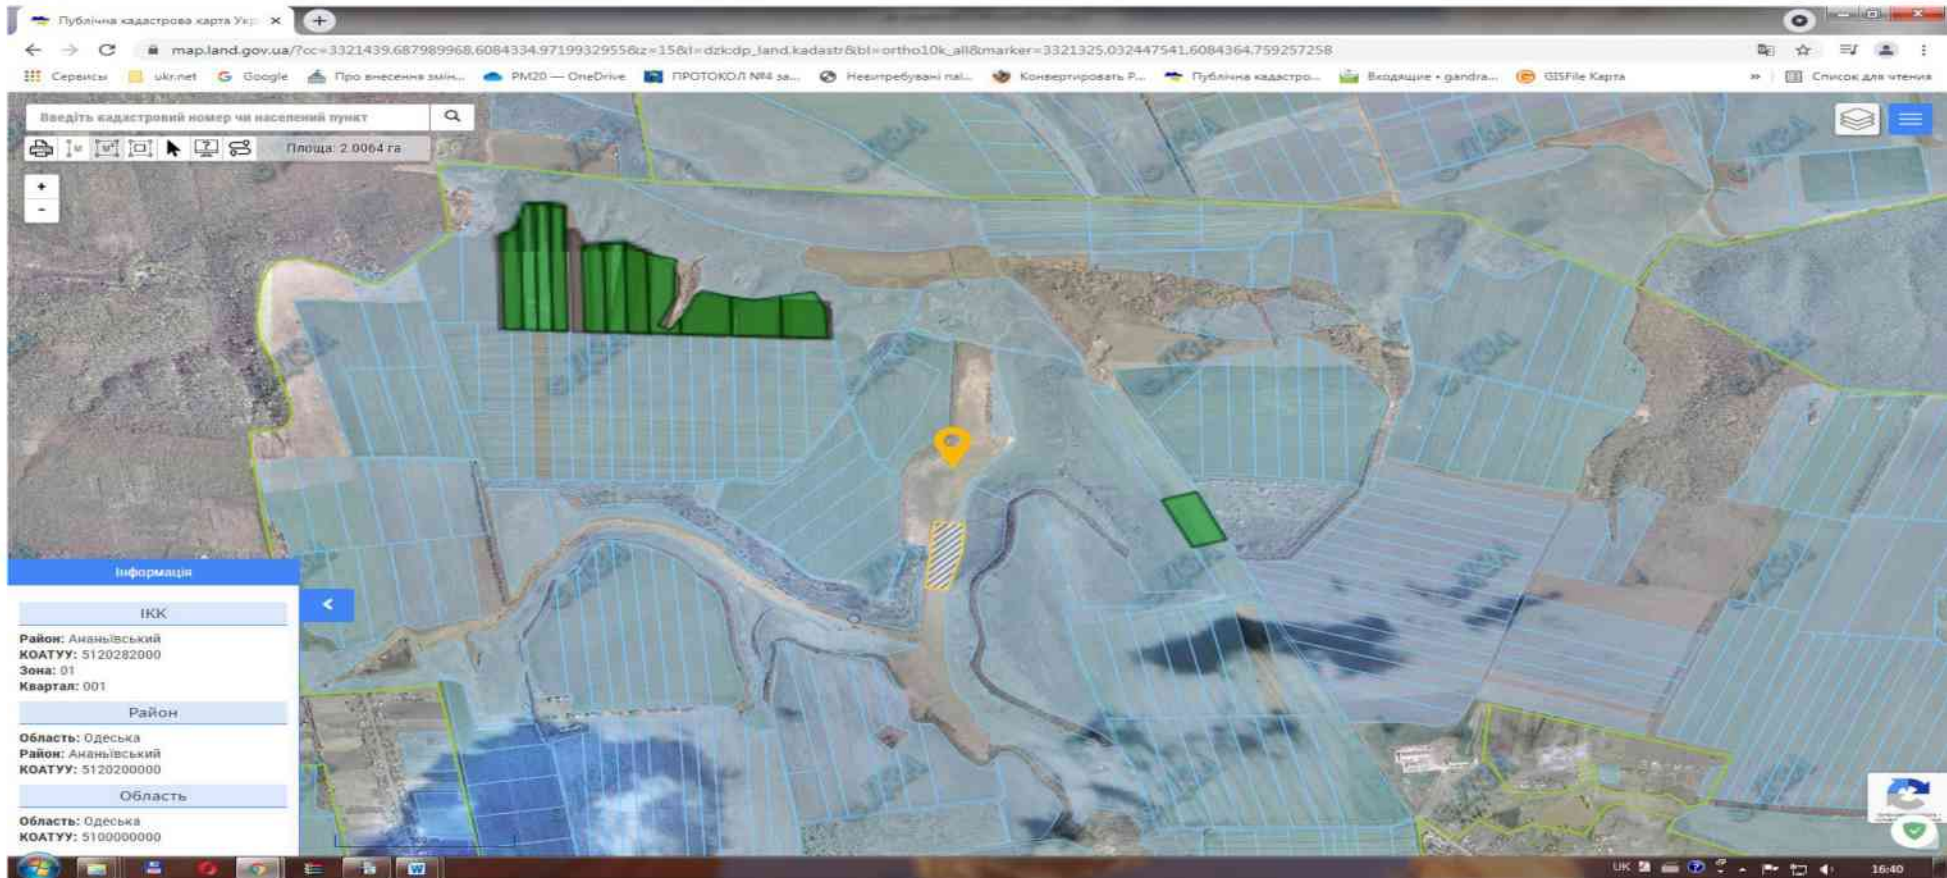 Публічна кадастрова карта Укр
map.land.gov.ua/?cc=3321439.687989968,6084334.9719932955&z=15&l=dzk:dp_land.kadastr&bl=ortho10k_all&marker=3321325.032447541,6084364.759257258
Сервисы ukr.net Google Про внесення змін... PM20 — OneDrive ПРОТОКОЛ №4 за... Невитребувані паї... Конвертировать P... Публічна кадастро... Входящие • gandra... GISFile Карта » Список для чтения
Введіть кадастровий номер чи населений пункт
Площа: 2.0064 га
+
-
Інформація
ІКК
Район: Ананьївський
КОАТУУ: 5120282000
Зона: 01
Квартал: 001
Район
Область: Одеська
Район: Ананьївський
КОАТУУ: 5120200000
Область
Область: Одеська
КОАТУУ: 5100000000
UK
16:40